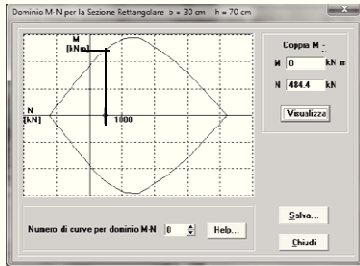 Dominio M-N per la Sezione Rettangolare b = 30 cm h = 70 cm
x
M
[kNm]
N
[kN]
1000
Coppia M -
M 0 kN m
N 484.4 kN
Visualizza
Numero di curve per dominio M-N 0 Help...
Salva...
Chiudi